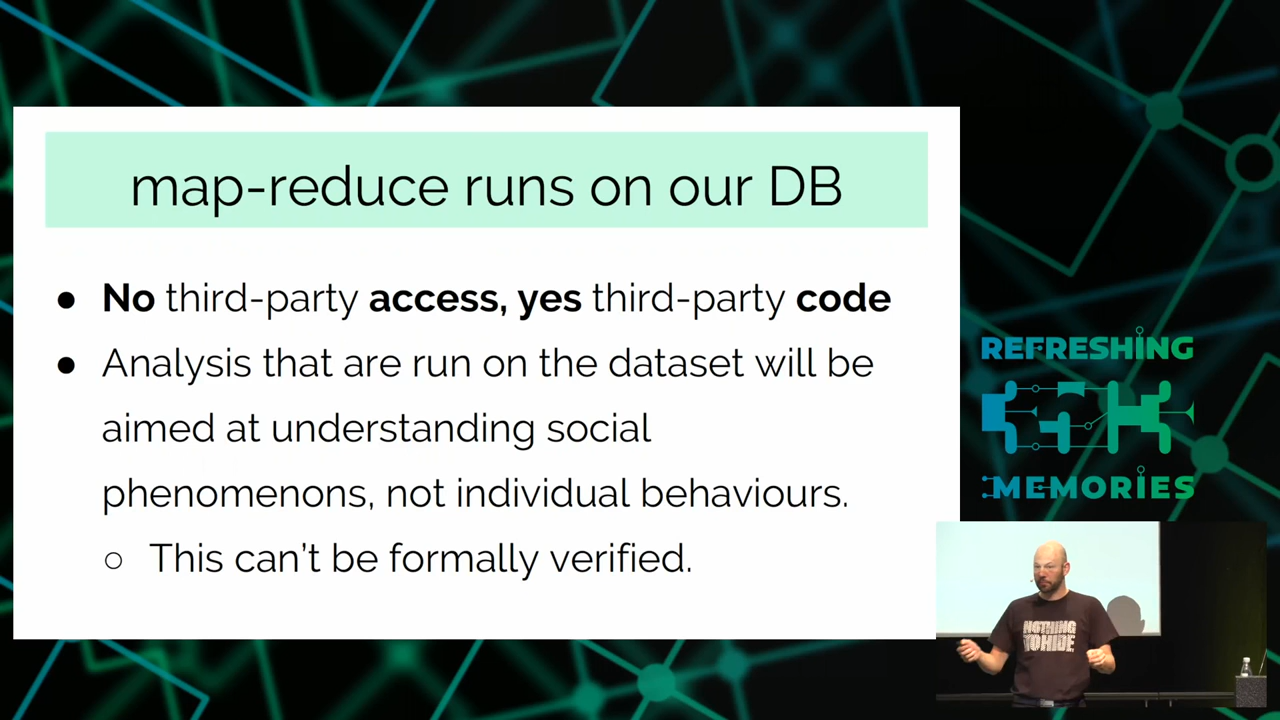 map-reduce runs on our DB
● No third-party access, yes third-party code
● Analysis that are run on the dataset will be
aimed at understanding social
phenomenons, not individual behaviours.
○ This can't be formally verified.
REFRESHING
MEMORIES
NOTHING
TO HIDE